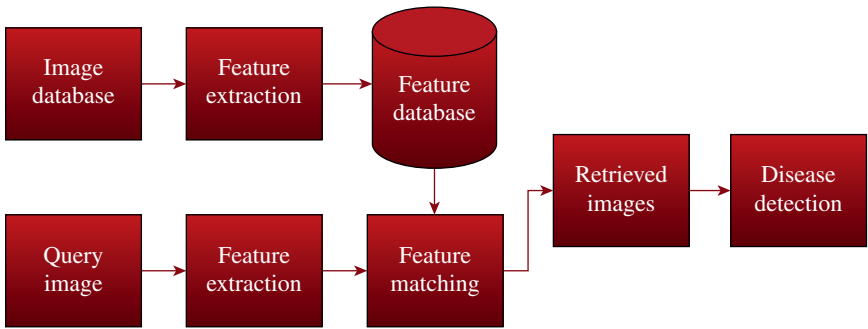 Image
database
Feature
extraction
Feature
database
Retrieved
images
Disease
detection
Query
image
Feature
extraction
Feature
matching